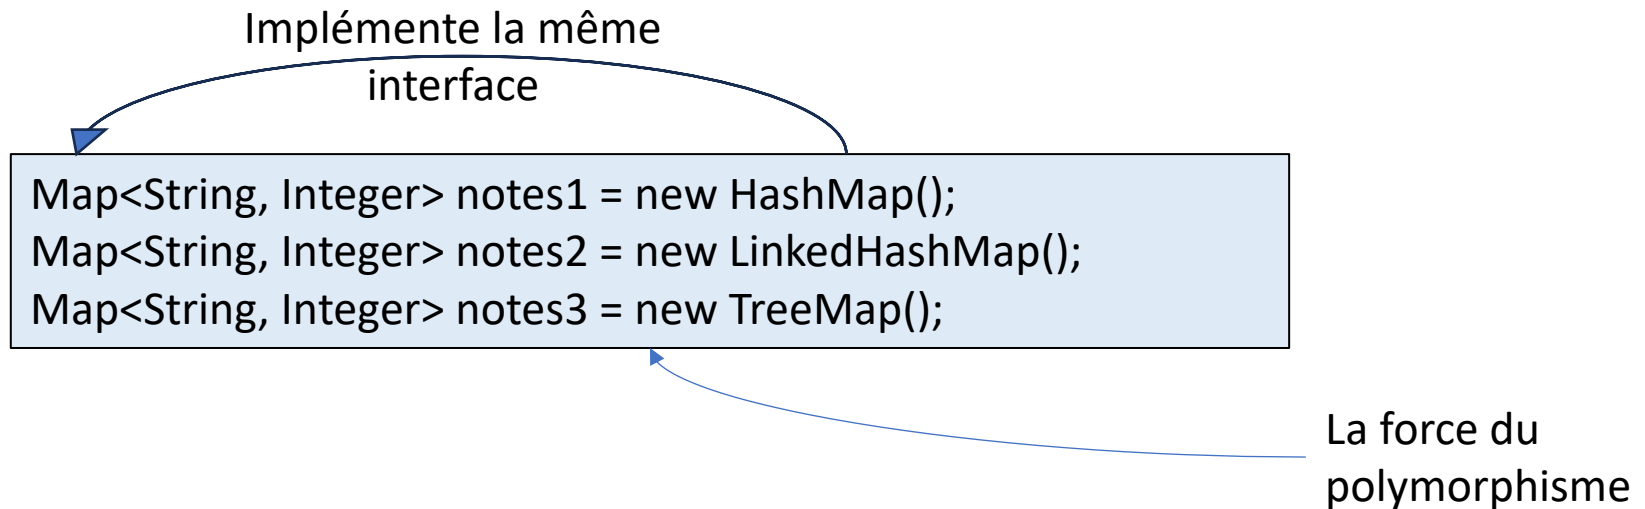 Implémente la même
interface
Map<String, Integer> notes1 = new HashMap();
Map<String, Integer> notes2 = new LinkedHashMap();
Map<String, Integer> notes3 = new TreeMap();
La force du
polymorphisme